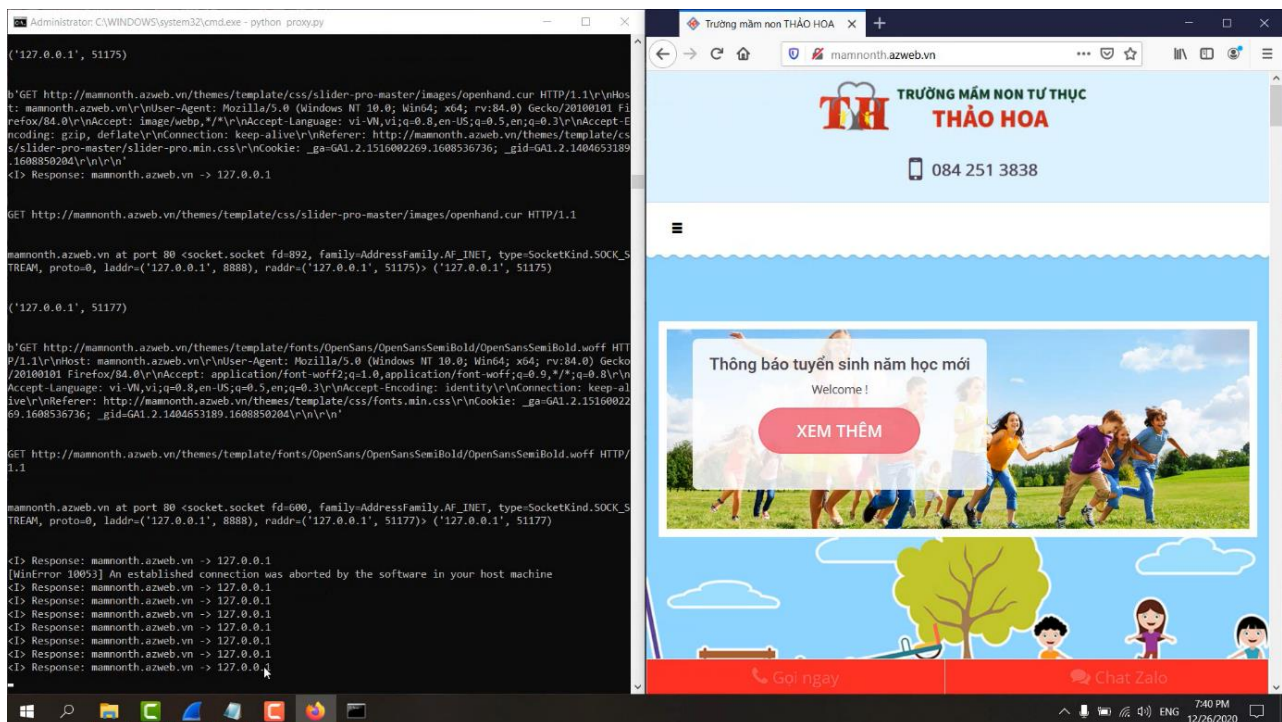 Administrator: C:\WINDOWS\system32\cmd.exe - python proxy.py
('127.0.0.1', 51175)
b'GET http://mamnonth.azweb.vn/themes/template/css/slider-pro-master/images/openhand.cur HTTP/1.1\r\nHos
t: mamnonth.azweb.vn\r\nUser-Agent: Mozilla/5.0 (Windows NT 10.0; Win64; x64; rv:84.0) Gecko/20100101 Fi
refox/84.0\r\nAccept: image/webp,*/*\r\nAccept-Language: vi-VN,vi;q=0.8,en-US;q=0.5,en;q=0.3\r\nAccept-E
ncoding: gzip, deflate\r\nConnection: keep-alive\r\nReferer: http://mamnonth.azweb.vn/themes/template/cs
s/slider-pro-master/slider-pro.min.css\r\nCookie: _ga=GA1.2.1516002269.1608536736; _gid=GA1.2.1404653189
.1608850204\r\n\r\n'
<I> Response: mamnonth.azweb.vn -> 127.0.0.1
GET http://mamnonth.azweb.vn/themes/template/css/slider-pro-master/images/openhand.cur HTTP/1.1
mamnonth.azweb.vn at port 80 <socket.socket fd=892, family=AddressFamily.AF_INET, type=SocketKind.SOCK_S
TREAM, proto=0, laddr=('127.0.0.1', 8888), raddr=('127.0.0.1', 51175)> ('127.0.0.1', 51175)
('127.0.0.1', 51177)
b'GET http://mamnonth.azweb.vn/themes/template/fonts/OpenSans/OpenSansSemiBold/OpenSansSemiBold.woff HTT
P/1.1\r\nHost: mamnonth.azweb.vn\r\nUser-Agent: Mozilla/5.0 (Windows NT 10.0; Win64; x64; rv:84.0) Gecko
/20100101 Firefox/84.0\r\nAccept: application/font-woff2;q=1.0,application/font-woff;q=0.9,*/*;q=0.8\r\n
Accept-Language: vi-VN,vi;q=0.8,en-US;q=0.5,en;q=0.3\r\nAccept-Encoding: identity\r\nConnection: keep-al
ive\r\nReferer: http://mamnonth.azweb.vn/themes/template/css/fonts.min.css\r\nCookie: _ga=GA1.2.15160022
69.1608536736; _gid=GA1.2.1404653189.1608850204\r\n\r\n'
GET http://mamnonth.azweb.vn/themes/template/fonts/OpenSans/OpenSansSemiBold/OpenSansSemiBold.woff HTTP/
1.1
mamnonth.azweb.vn at port 80 <socket.socket fd=600, family=AddressFamily.AF_INET, type=SocketKind.SOCK_S
TREAM, proto=0, laddr=('127.0.0.1', 8888), raddr=('127.0.0.1', 51177)> ('127.0.0.1', 51177)
<I> Response: mamnonth.azweb.vn -> 127.0.0.1
[WinError 10053] An established connection was aborted by the software in your host machine
<I> Response: mamnonth.azweb.vn -> 127.0.0.1
<I> Response: mamnonth.azweb.vn -> 127.0.0.1
<I> Response: mamnonth.azweb.vn -> 127.0.0.1
<I> Response: mamnonth.azweb.vn -> 127.0.0.1
<I> Response: mamnonth.azweb.vn -> 127.0.0.1
<I> Response: mamnonth.azweb.vn -> 127.0.0.1
<I> Response: mamnonth.azweb.vn -> 127.0.0.1
Trường mầm non THẢO HOA
mamnonth.azweb.vn
TH
TRƯỜNG MẦM NON TƯ THỤC
THẢO HOA
084 251 3838
Thông báo tuyển sinh năm học mới
Welcome !
XEM THÊM
Gọi ngay
Chat Zalo
ENG
7:40 PM
12/26/2020